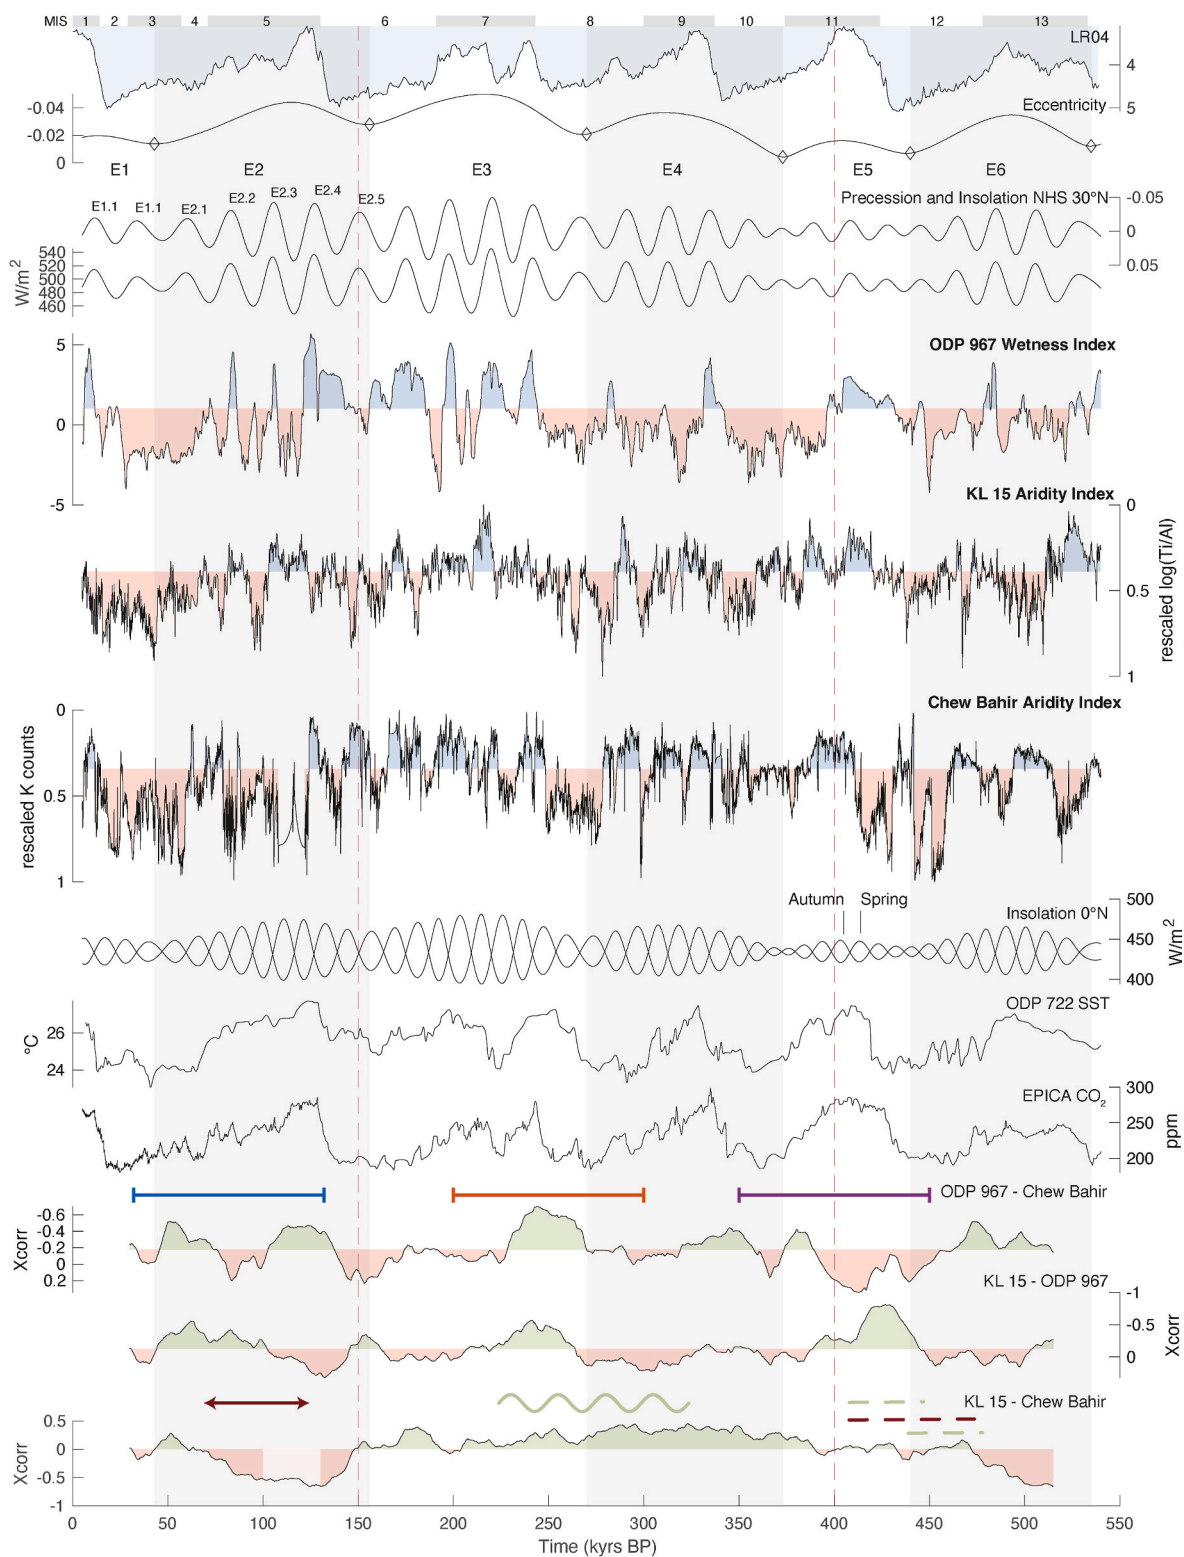 MIS 1 2 3 4 5 6 7 8 9 10 11 12 13
LR04
4
5
-0.04
-0.02
0
Eccentricity
E1 E2 E3 E4 E5 E6
E1.1 E1.1 E2.1 E2.2 E2.3 E2.4 E2.5
Precession and Insolation NHS 30°N
-0.05
0
0.05
540
520
500
480
460
W/m2
ODP 967 Wetness Index
5
0
-5
KL 15 Aridity Index
0
0.5
1
rescaled log(Ti/Al)
Chew Bahir Aridity Index
0
0.5
1
rescaled K counts
Autumn Spring
Insolation 0°N
500
450
400
W/m2
ODP 722 SST
26
24
°C
EPICA CO2
300
250
200
ppm
ODP 967 - Chew Bahir
-0.6
-0.4
-0.2
0
0.2
Xcorr
KL 15 - ODP 967
-1
-0.5
0
Xcorr
KL 15 - Chew Bahir
0.5
0
-0.5
-1
Xcorr
0 50 100 150 200 250 300 350 400 450 500 550
Time (kyrs BP)